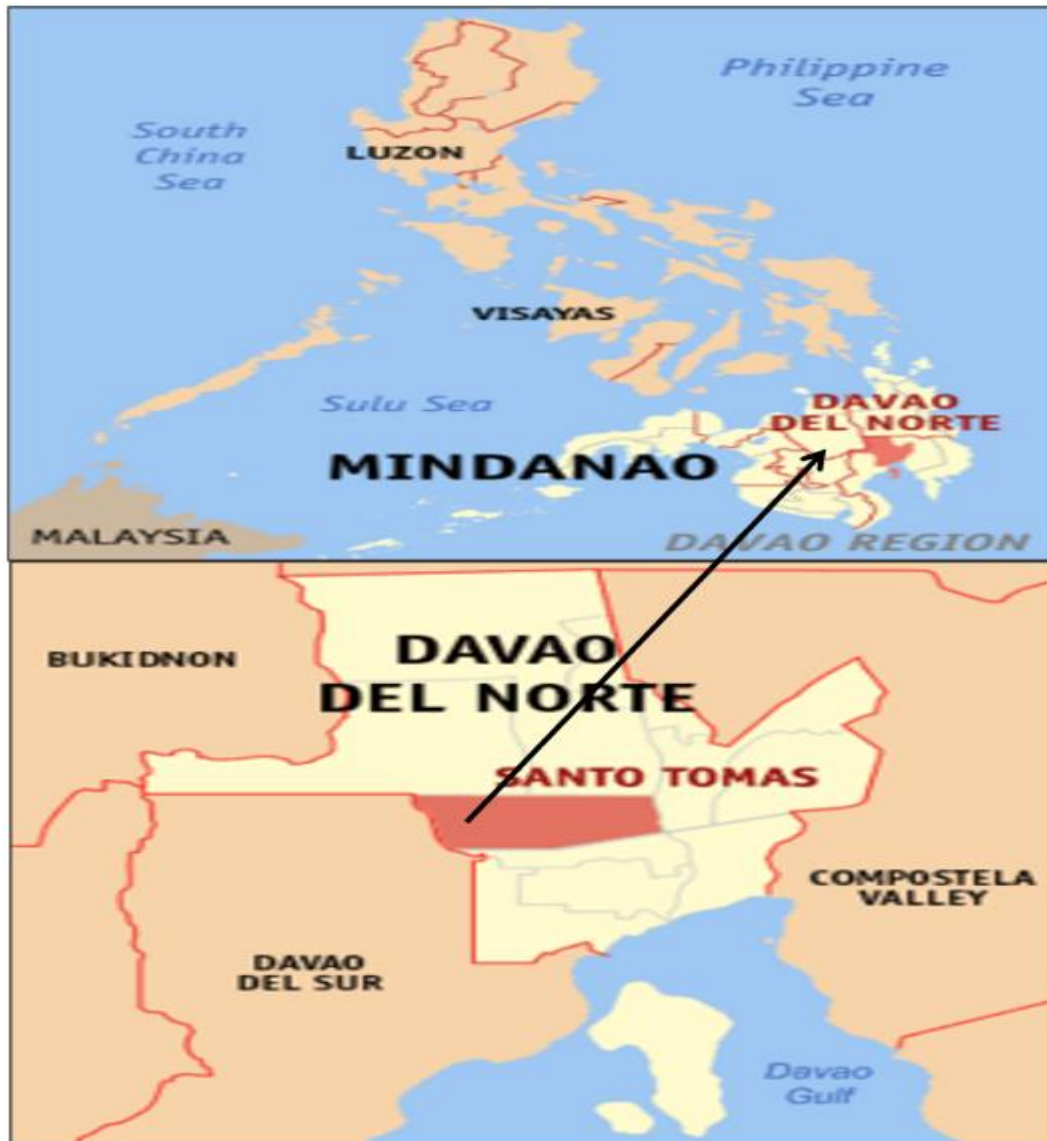 Philippine
Sea
South
China
Sea
LUZON
VISAYAS
Sulu Sea
DAVAO
DEL NORTE
MINDANAO
MALAYSIA
DAVAO REGION
DAVAO
DEL NORTE
BUKIDNON
SANTO TOMAS
COMPOSTELA
VALLEY
DAVAO
DEL SUR
Davao
Gulf